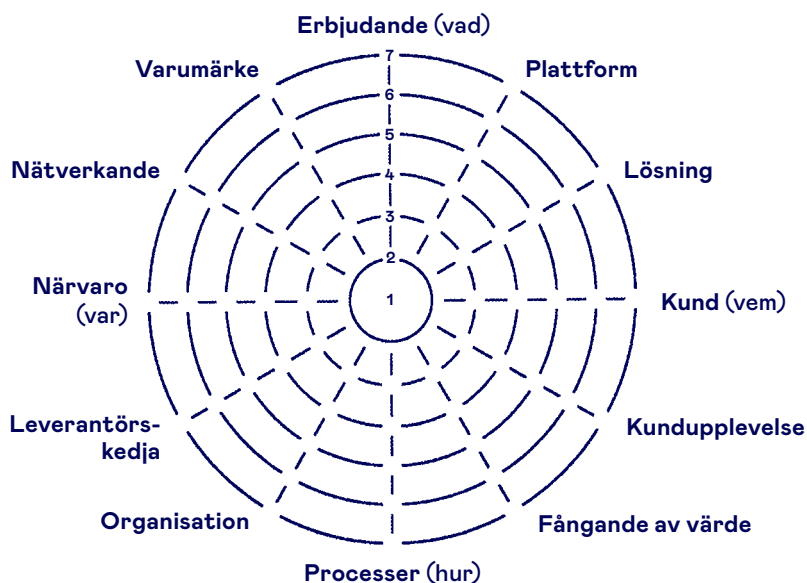 Erbjudande (vad)
Varumärke
Plattform
Nätverkande
Lösning
Närvaro
(var)
Kund (vem)
Leverantörs-
kedja
Kundupplevelse
Organisation
Fångande av värde
Processer (hur)
7
6
5
4
3
2
1